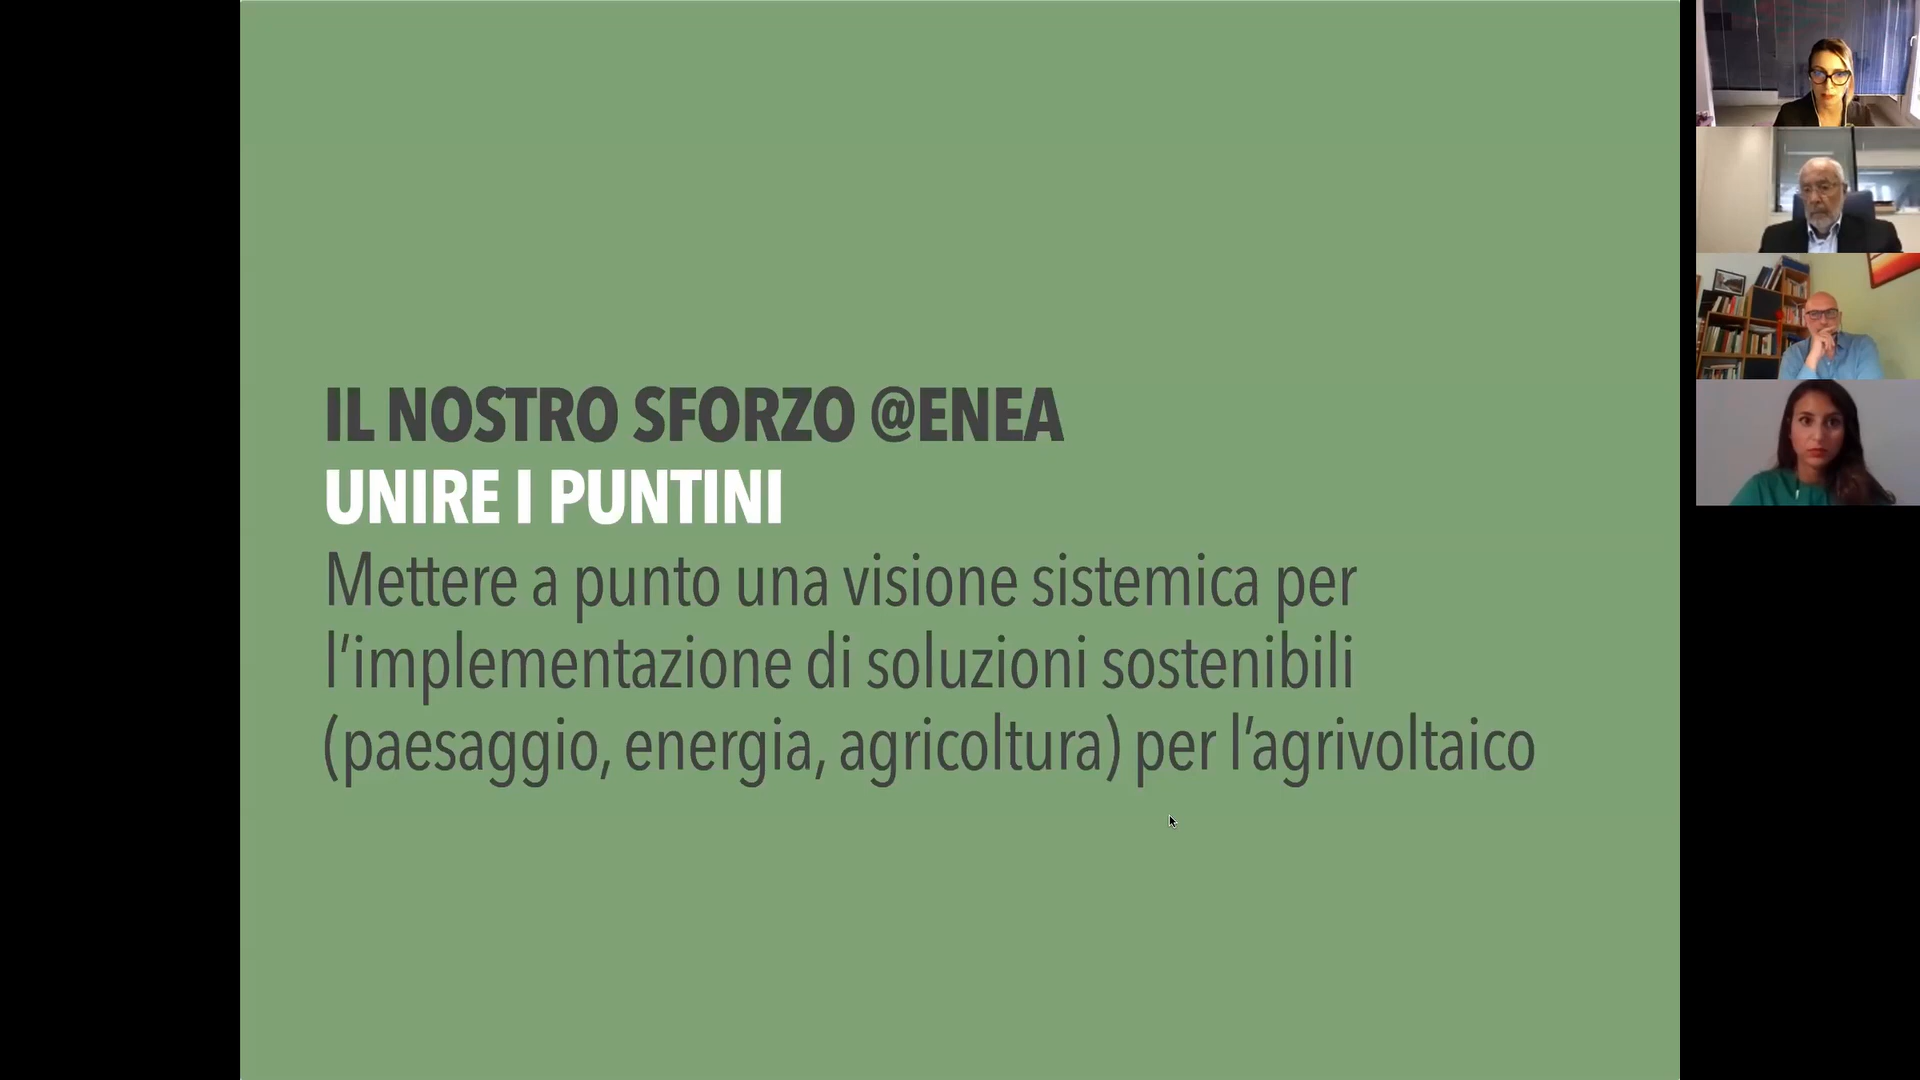 IL NOSTRO SFORZO @ENEA
UNIRE I PUNTINI
Mettere a punto una visione sistemica per
l’implementazione di soluzioni sostenibili
(paesaggio, energia, agricoltura) per l’agrivoltaico